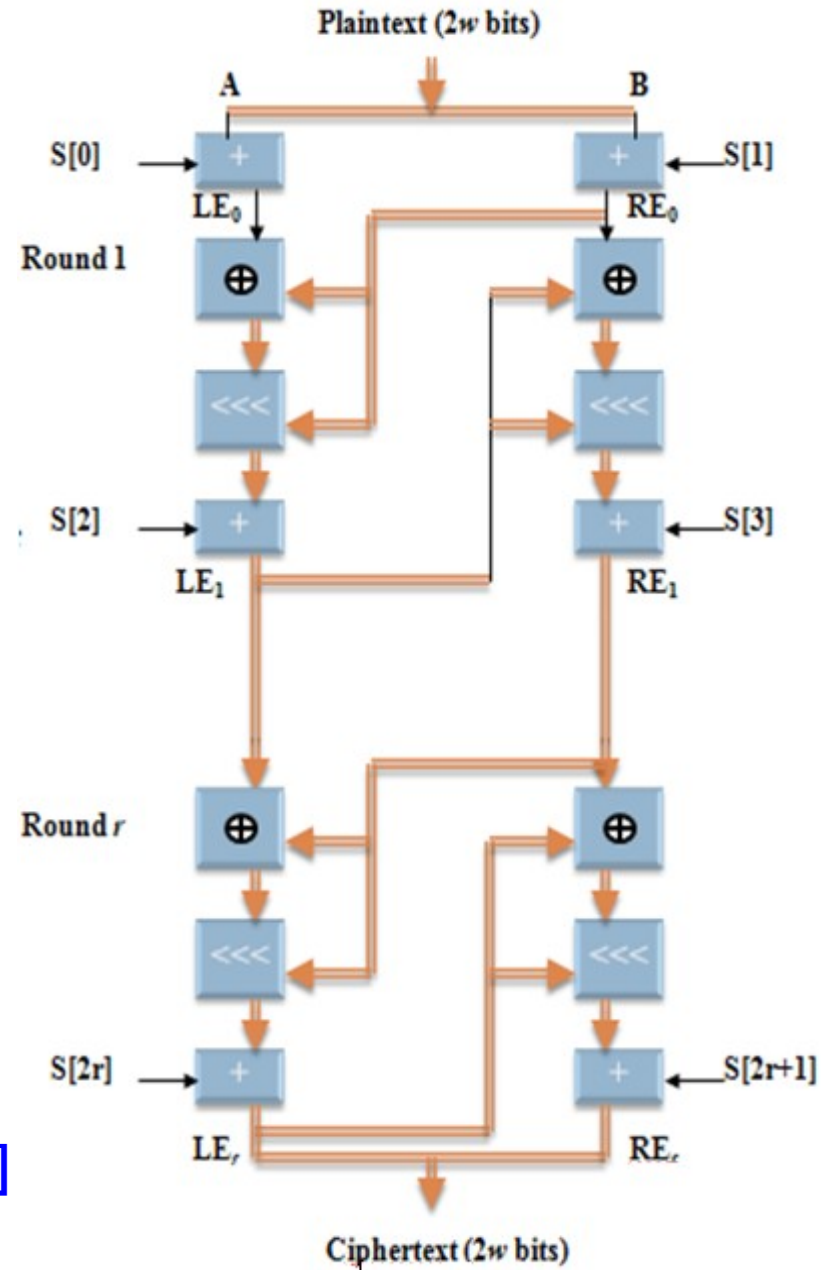 Plaintext (2w bits)
A B
S[0] + + S[1]
LE₀ RE₀
Round 1 ⊕ ⊕
<<< <<<
S[2] + + S[3]
LE₁ RE₁
Round r ⊕ ⊕
<<< <<<
S[2r] + + S[2r+1]
]
LEᵣ REᵣ
Ciphertext (2w bits)